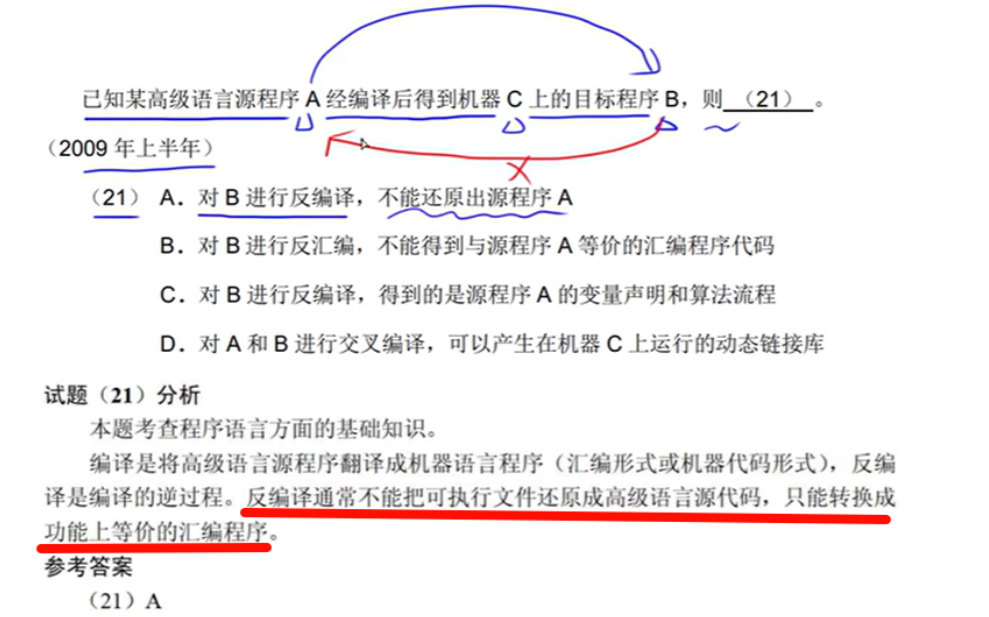 已知某高级语言源程序 A 经编译后得到机器 C 上的目标程序 B，则 （21） 。
（2009 年上半年）
（21） A．对 B 进行反编译，不能还原出源程序 A
B．对 B 进行反汇编，不能得到与源程序 A 等价的汇编程序代码
C．对 B 进行反编译，得到的是源程序 A 的变量声明和算法流程
D．对 A 和 B 进行交叉编译，可以产生在机器 C 上运行的动态链接库
试题（21）分析
本题考查程序语言方面的基础知识。
编译是将高级语言源程序翻译成机器语言程序（汇编形式或机器代码形式），反编
译是编译的逆过程。反编译通常不能把可执行文件还原成高级语言源代码，只能转换成
功能上等价的汇编程序。
参考答案
（21）A